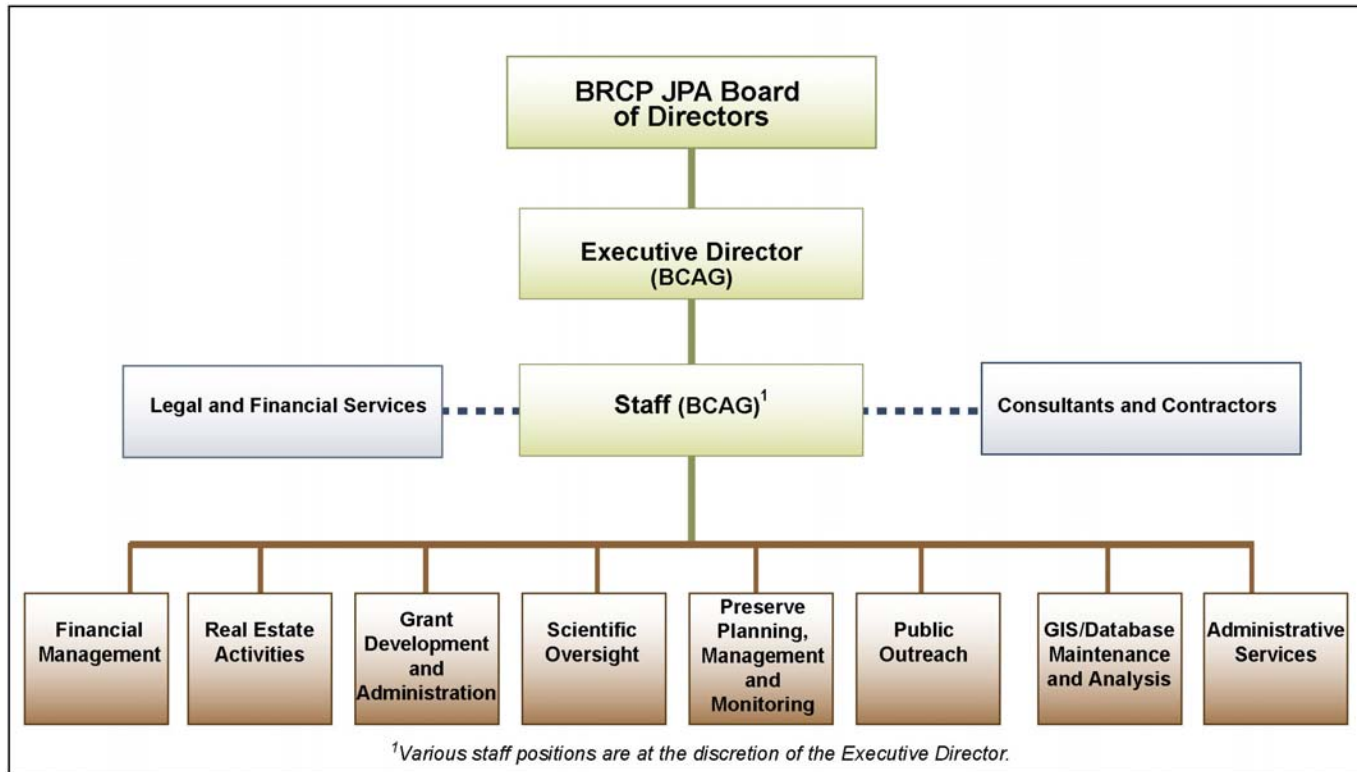 BRCP JPA Board
of Directors
Executive Director
(BCAG)
Legal and Financial Services
Staff (BCAG)¹
Consultants and Contractors
Financial
Management
Real Estate
Activities
Grant
Development
and
Administration
Scientific
Oversight
Preserve
Planning,
Management
and
Monitoring
Public
Outreach
GIS/Database
Maintenance
and Analysis
Administrative
Services
¹Various staff positions are at the discretion of the Executive Director.